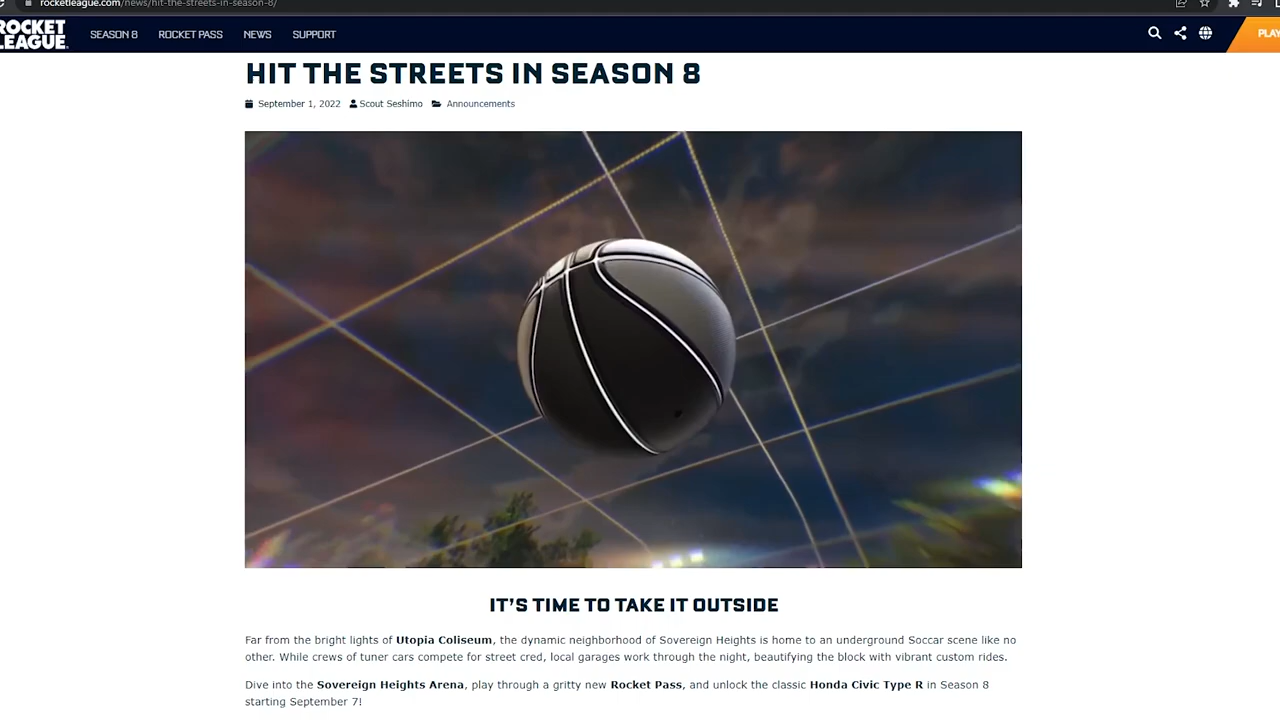 rocketleague.com/news/hit-the-streets-in-season-8/
ROCKET
LEAGUE.
SEASON 8 ROCKET PASS NEWS SUPPORT
PLAY
HIT THE STREETS IN SEASON 8
September 1, 2022 Scout Seshimo Announcements
IT'S TIME TO TAKE IT OUTSIDE
Far from the bright lights of Utopia Coliseum, the dynamic neighborhood of Sovereign Heights is home to an underground Soccar scene like no
other. While crews of tuner cars compete for street cred, local garages work through the night, beautifying the block with vibrant custom rides.
Dive into the Sovereign Heights Arena, play through a gritty new Rocket Pass, and unlock the classic Honda Civic Type R in Season 8
starting September 7!